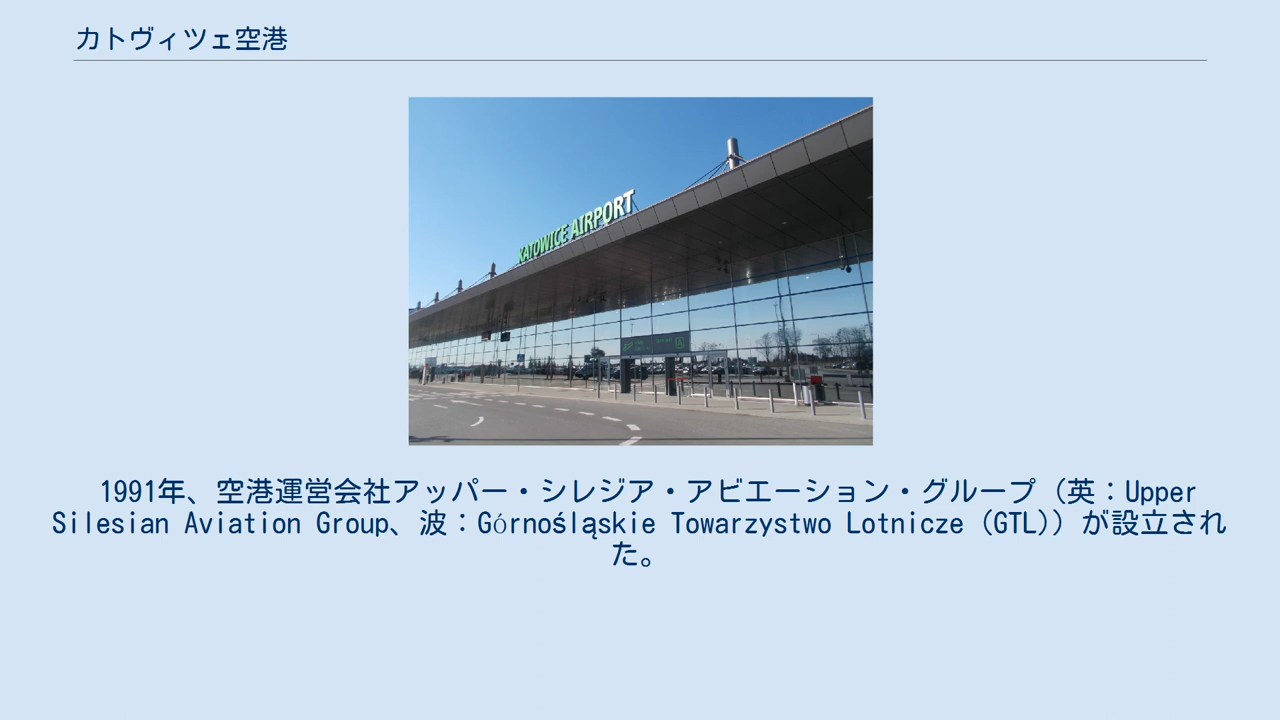 カトヴィツェ空港
KATOWICE AIRPORT
1991年、空港運営会社アッパー・シレジア・アビエーション・グループ（英：Upper
Silesian Aviation Group、波：Górnośląskie Towarzystwo Lotnicze (GTL)）が設立され
た。